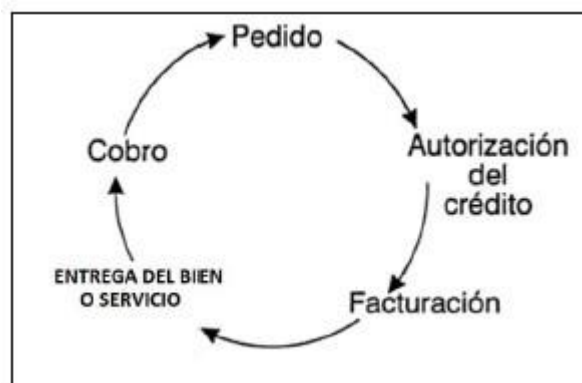 Pedido
Autorización
del
crédito
Facturación
ENTREGA DEL BIEN
O SERVICIO
Cobro